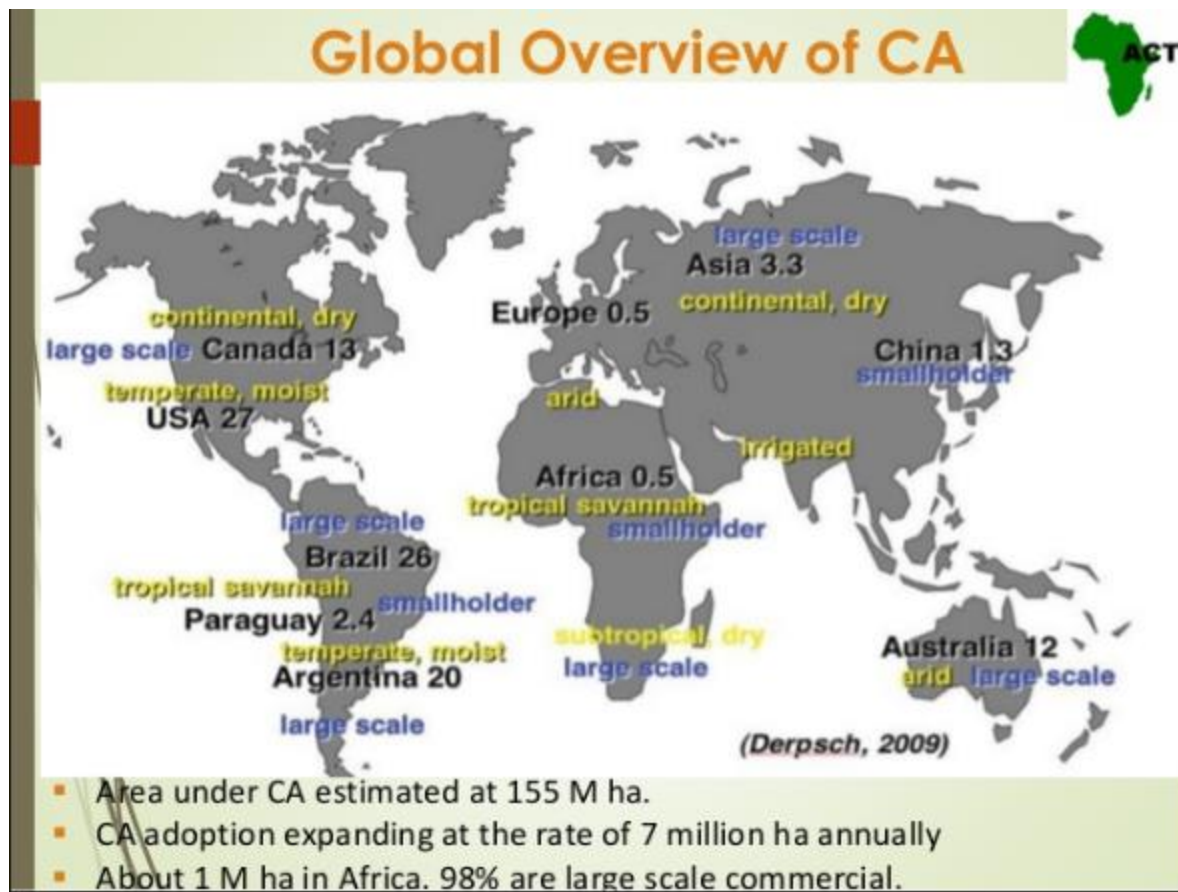 Global Overview of CA
ACT
large scale
Asia 3.3
continental, dry
Europe 0.5
continental, dry
large scale Canada 13
China 1.3
smallholder
temperate, moist
USA 27
arid
irrigated
Africa 0.5
tropical savannah
smallholder
large scale
Brazil 26
tropical savannah
smallholder
Paraguay 2.4
subtropical, dry
large scale
temperate, moist
Argentina 20
large scale
Australia 12
arid large scale
(Derpsch, 2009)
Area under CA estimated at 155 M ha.
CA adoption expanding at the rate of 7 million ha annually
About 1 M ha in Africa. 98% are large scale commercial.